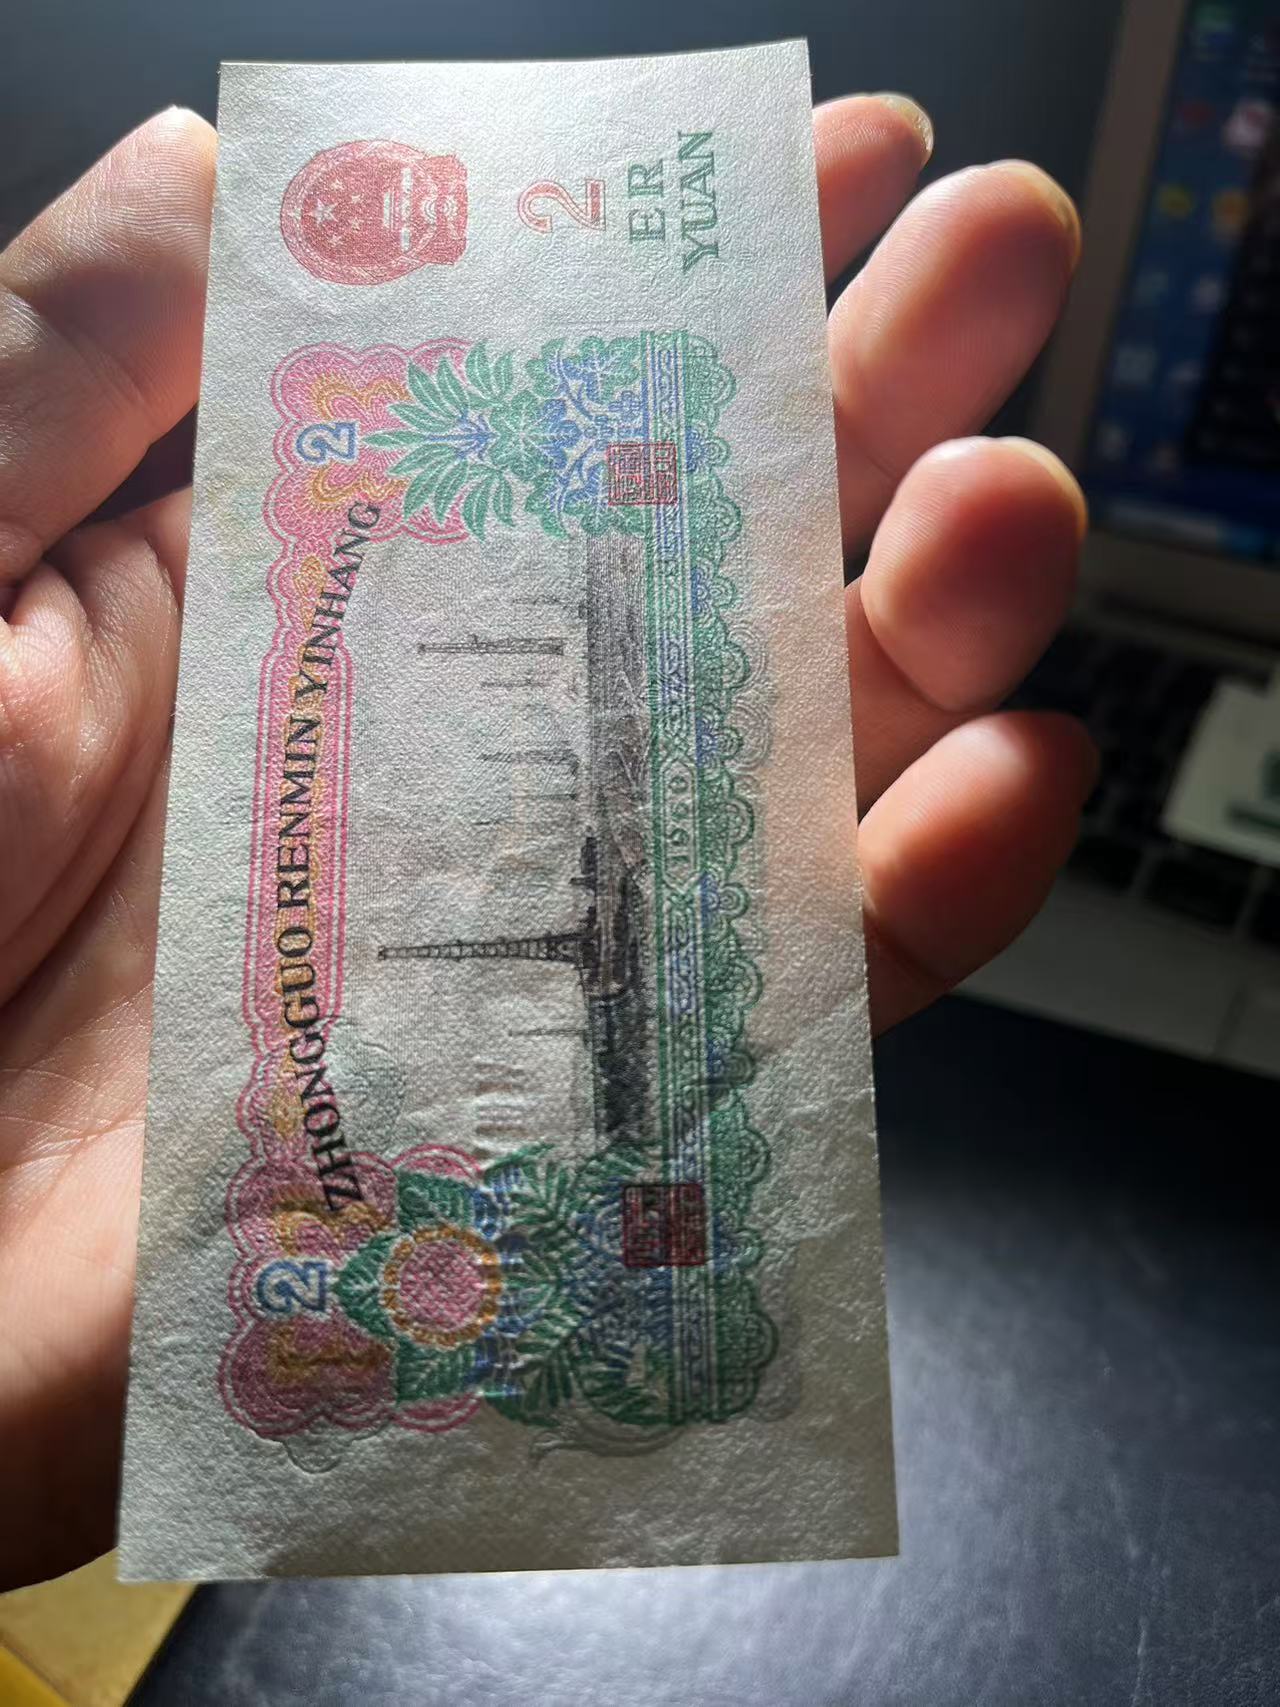 ZHONGGUO RENMIN YINHANG
2
2
2
ER
YUAN
1960